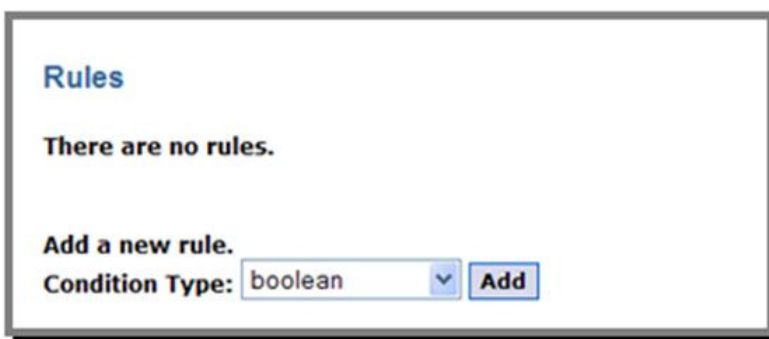 Rules
There are no rules.
Add a new rule.
Condition Type: boolean Add